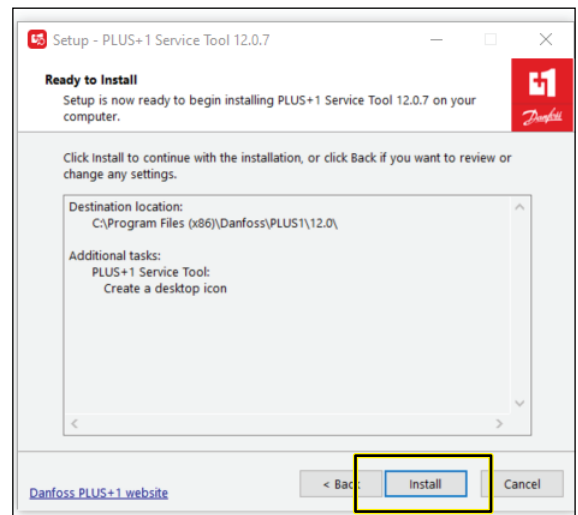 Setup - PLUS+1 Service Tool 12.0.7
Ready to Install
Setup is now ready to begin installing PLUS+1 Service Tool 12.0.7 on your
computer.
Danfoss
Click Install to continue with the installation, or click Back if you want to review or
change any settings.
Destination location:
C:\Program Files (x86)\Danfoss\PLUS1\12.0\
Additional tasks:
PLUS+1 Service Tool:
Create a desktop icon
Danfoss PLUS+1 website
< Bac
Install
Cancel